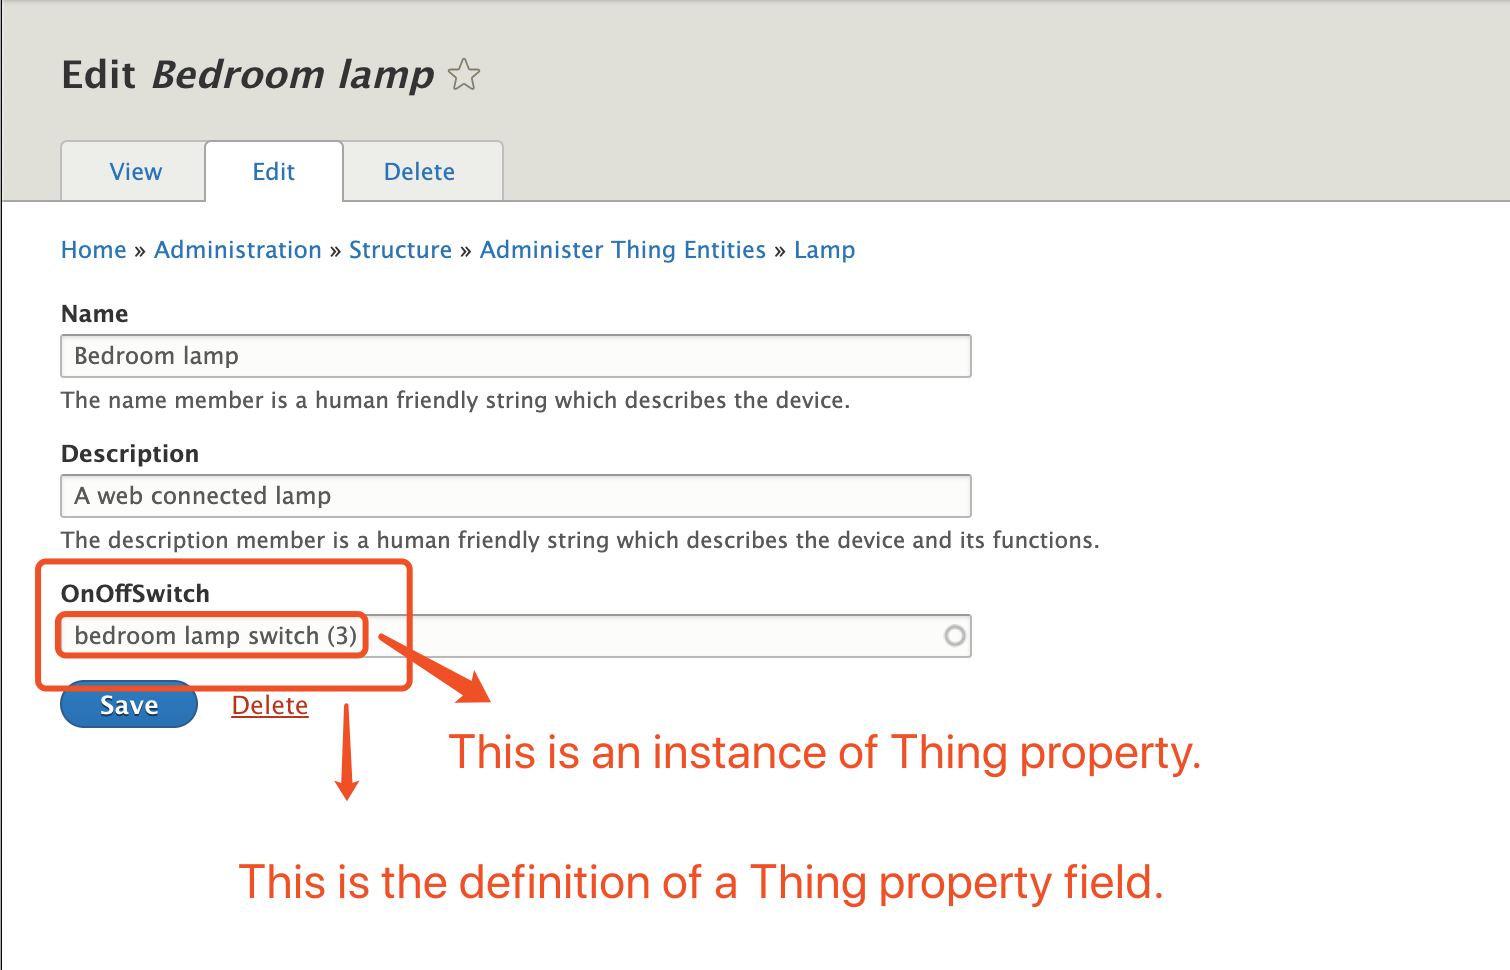 Edit Bedroom lamp
View Edit Delete
Home » Administration » Structure » Administer Thing Entities » Lamp
Name
Bedroom lamp
The name member is a human friendly string which describes the device.
Description
A web connected lamp
The description member is a human friendly string which describes the device and its functions.
OnOffSwitch
bedroom lamp switch (3)
Save Delete
This is an instance of Thing property.
This is the definition of a Thing property field.